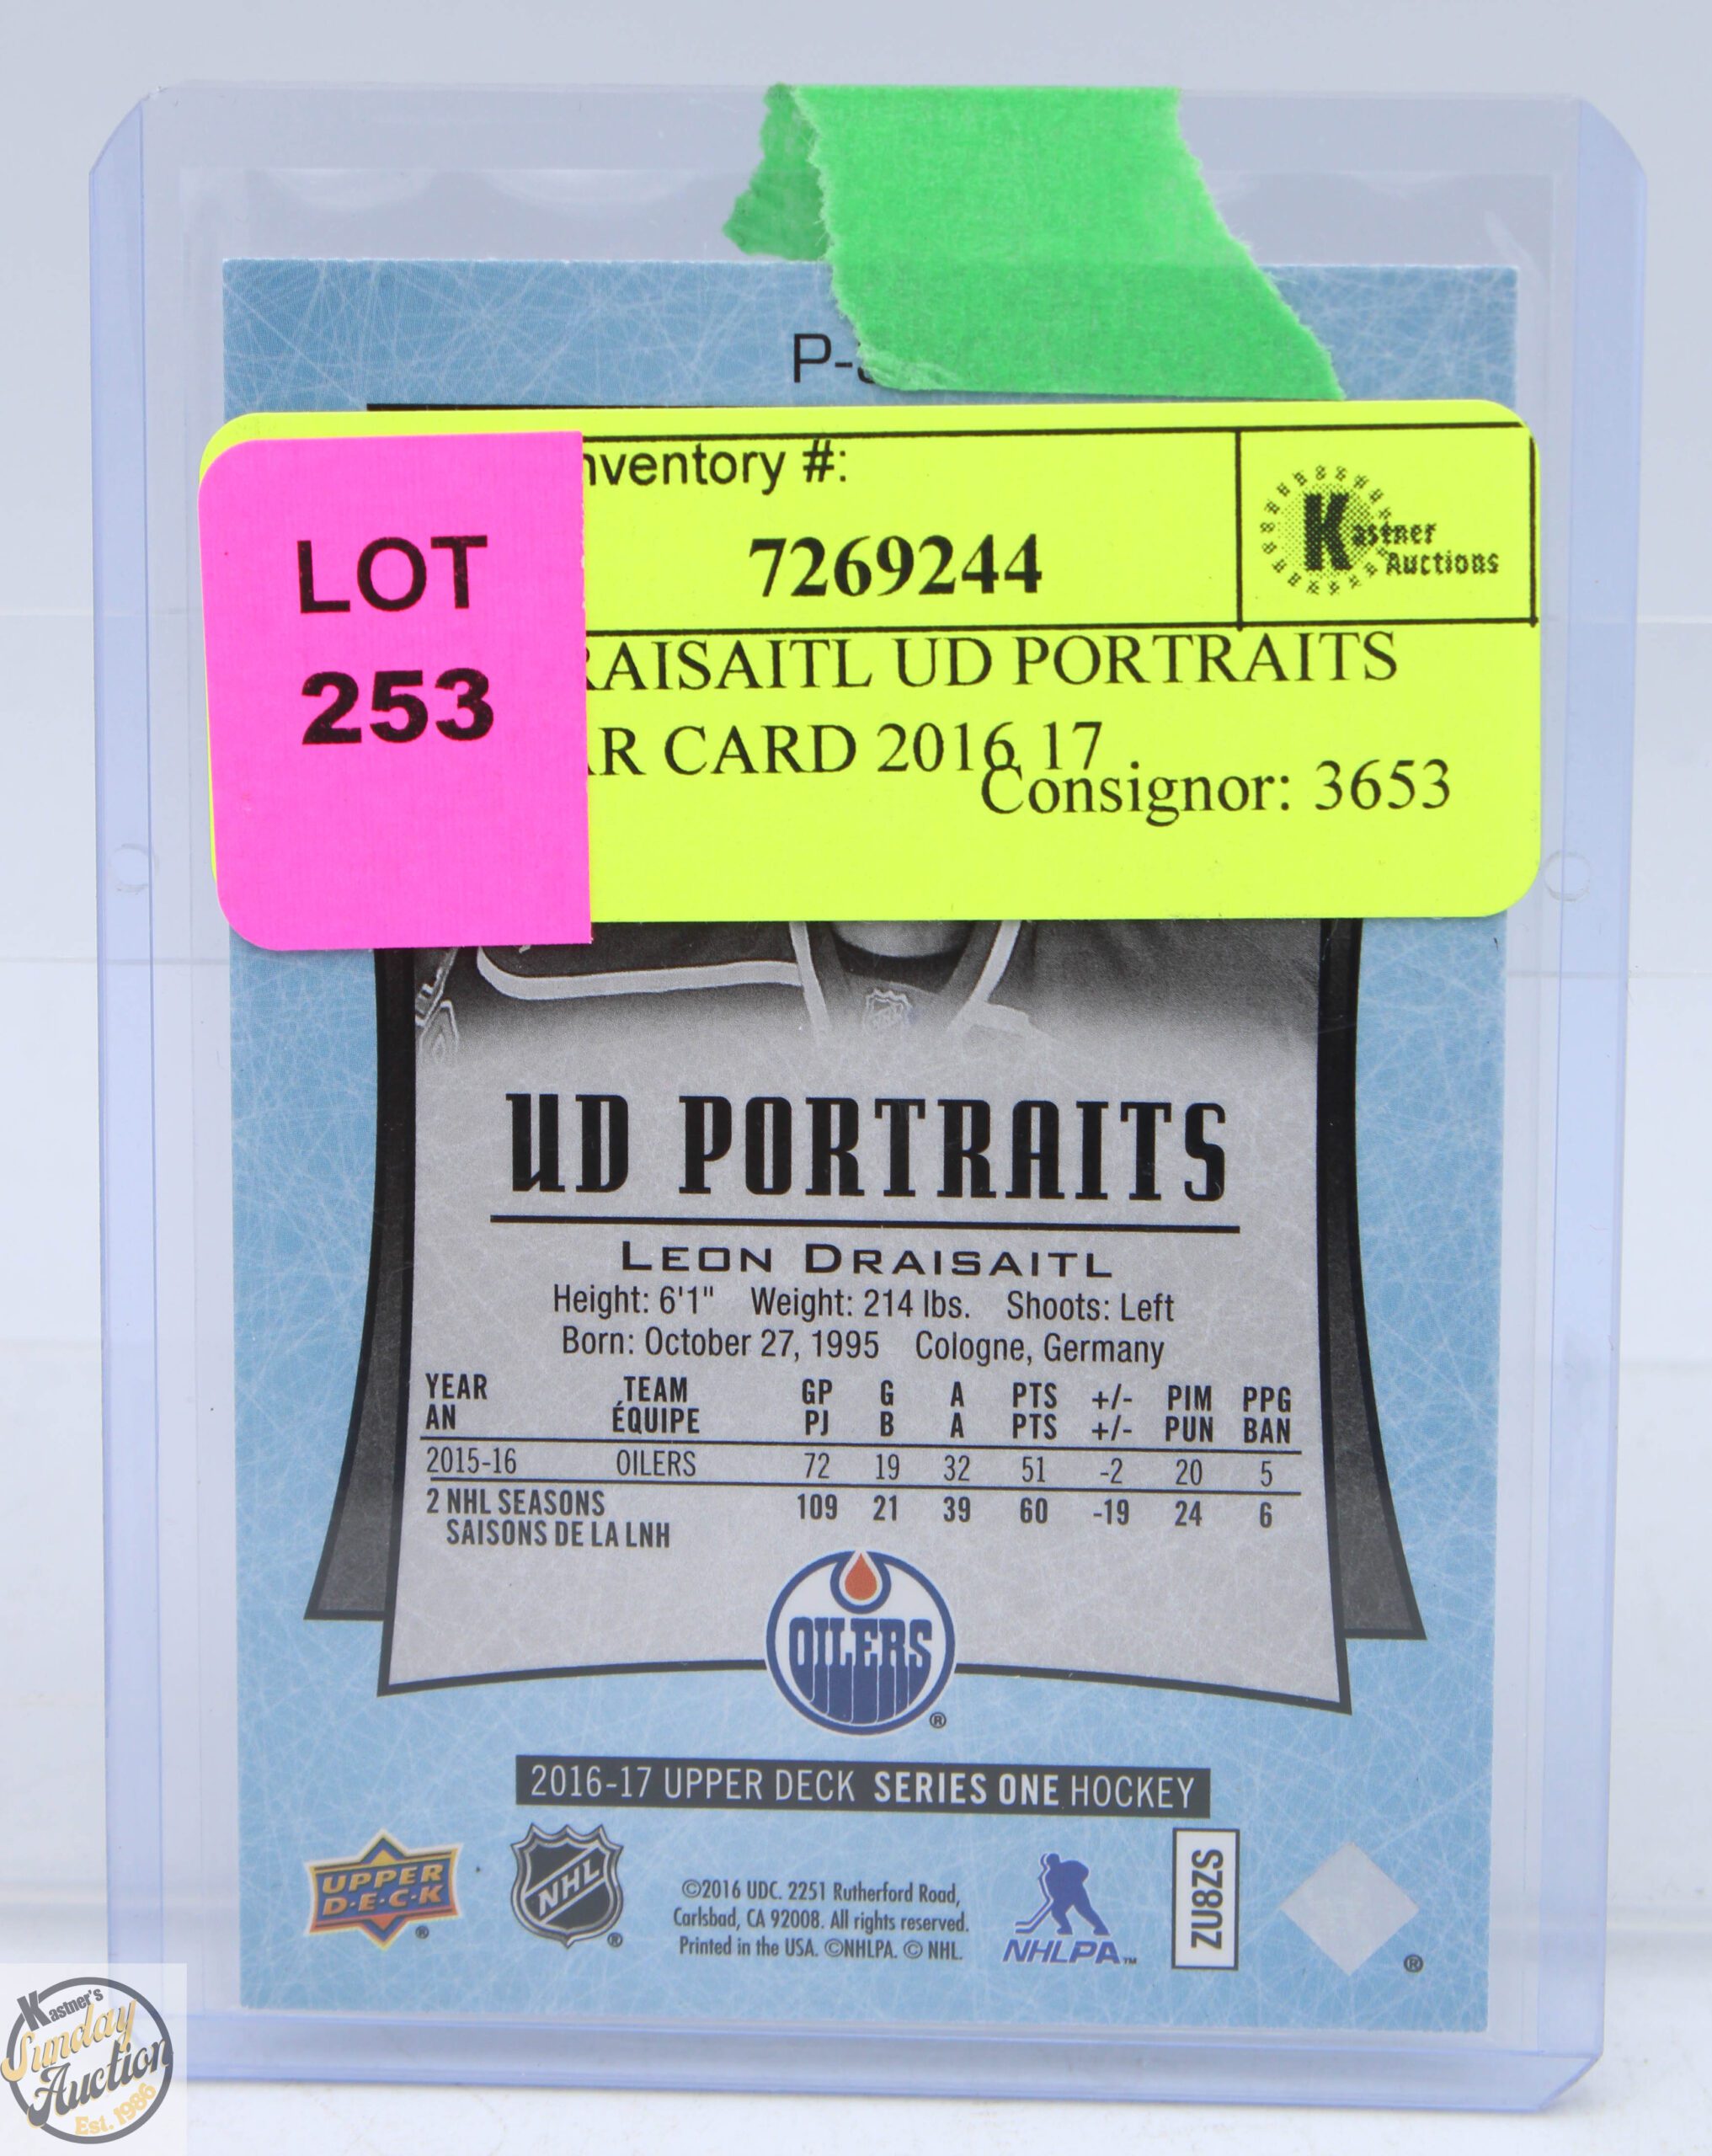 LOT
253
nventory #:
7269244
Kastner
Auctions
RAISAITL UD PORTRAITS
R CARD 2016 17
Consignor: 3653
UD PORTRAITS
LEON DRAISAITL
Height: 6'1" Weight: 214 lbs. Shoots: Left
Born: October 27, 1995 Cologne, Germany
YEAR TEAM GP G A PTS +/- PIM PPG
AN ÉQUIPE PJ B A PTS +/- PUN BAN
2015-16 OILERS 72 19 32 51 -2 20 5
2 NHL SEASONS 109 21 39 60 -19 24 6
SAISONS DE LA LNH
OILERS
®
2016-17 UPPER DECK SERIES ONE HOCKEY
UPPER
D·E·C·K
®
NHL
®
©2016 UDC. 2251 Rutherford Road,
Carlsbad, CA 92008. All rights reserved.
Printed in the USA. ©NHLPA. © NHL.
NHLPA™
ZU8ZS
®
Kastner's
Sunday
Auction
Est. 1986